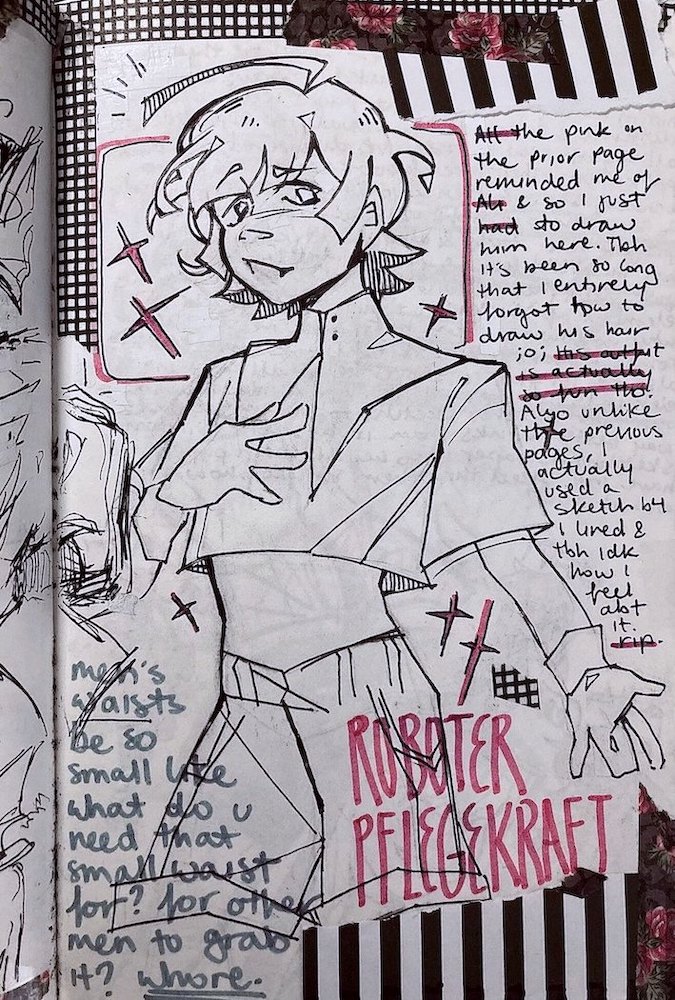 All the pink on
the prior page
reminded me of
Ali & so I just
had to draw
him here. Tbh
it's been so long
that I entirely
forgot how to
draw his hair
;o; His outfit
is actually
so fun tho!
Also unlike
the previous
pages, I
actually
used a
sketch b4
I lined &
tbh idk
how I
feel
abt
it.
rip.
men's
waists
be so
small like
what do u
need that
small waist
for? for other
men to grab
it? whore.
ROBOTER
PFLEGEKRAFT